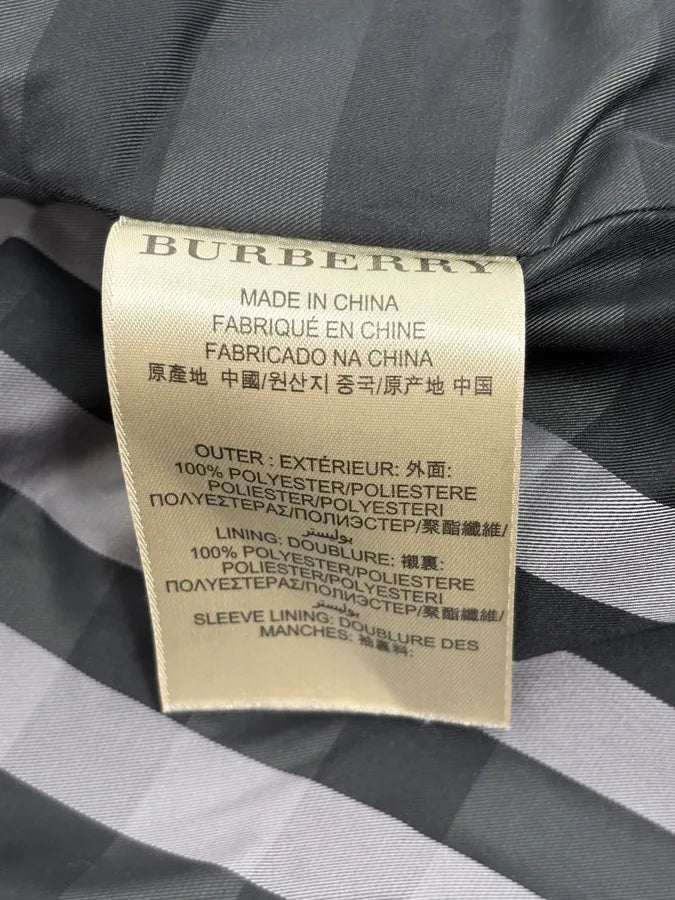 BURBERRY
MADE IN CHINA
FABRIQUÉ EN CHINE
FABRICADO NA CHINA
原產地 中國/원산지 중국/原产地 中国
OUTER : EXTÉRIEUR: 外面:
100% POLYESTER/POLIESTERE
POLIESTER/POLYESTERI
ΠΟΛΥΕΣΤΕΡΑΣ/ПОЛИЭСТЕР/聚酯纖維/
بوليستر
LINING: DOUBLURE: 襯裏:
100% POLYESTER/POLIESTERE
POLIESTER/POLYESTERI
ΠΟΛΥΕΣΤΕΡΑΣ/ПОЛИЭСТЕР/聚酯纖維/
بوليستر
SLEEVE LINING: DOUBLURE DES
MANCHES: 袖裏料: